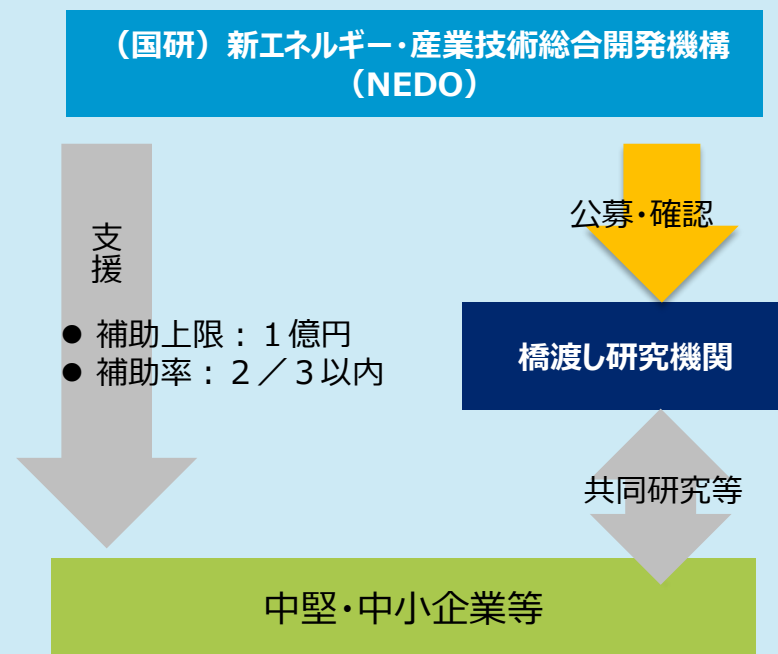 （国研）新エネルギー・産業技術総合開発機構
（NEDO）
支援
公募・確認
● 補助上限：１億円
● 補助率：２／３以内
橋渡し研究機関
共同研究等
中堅・中小企業等